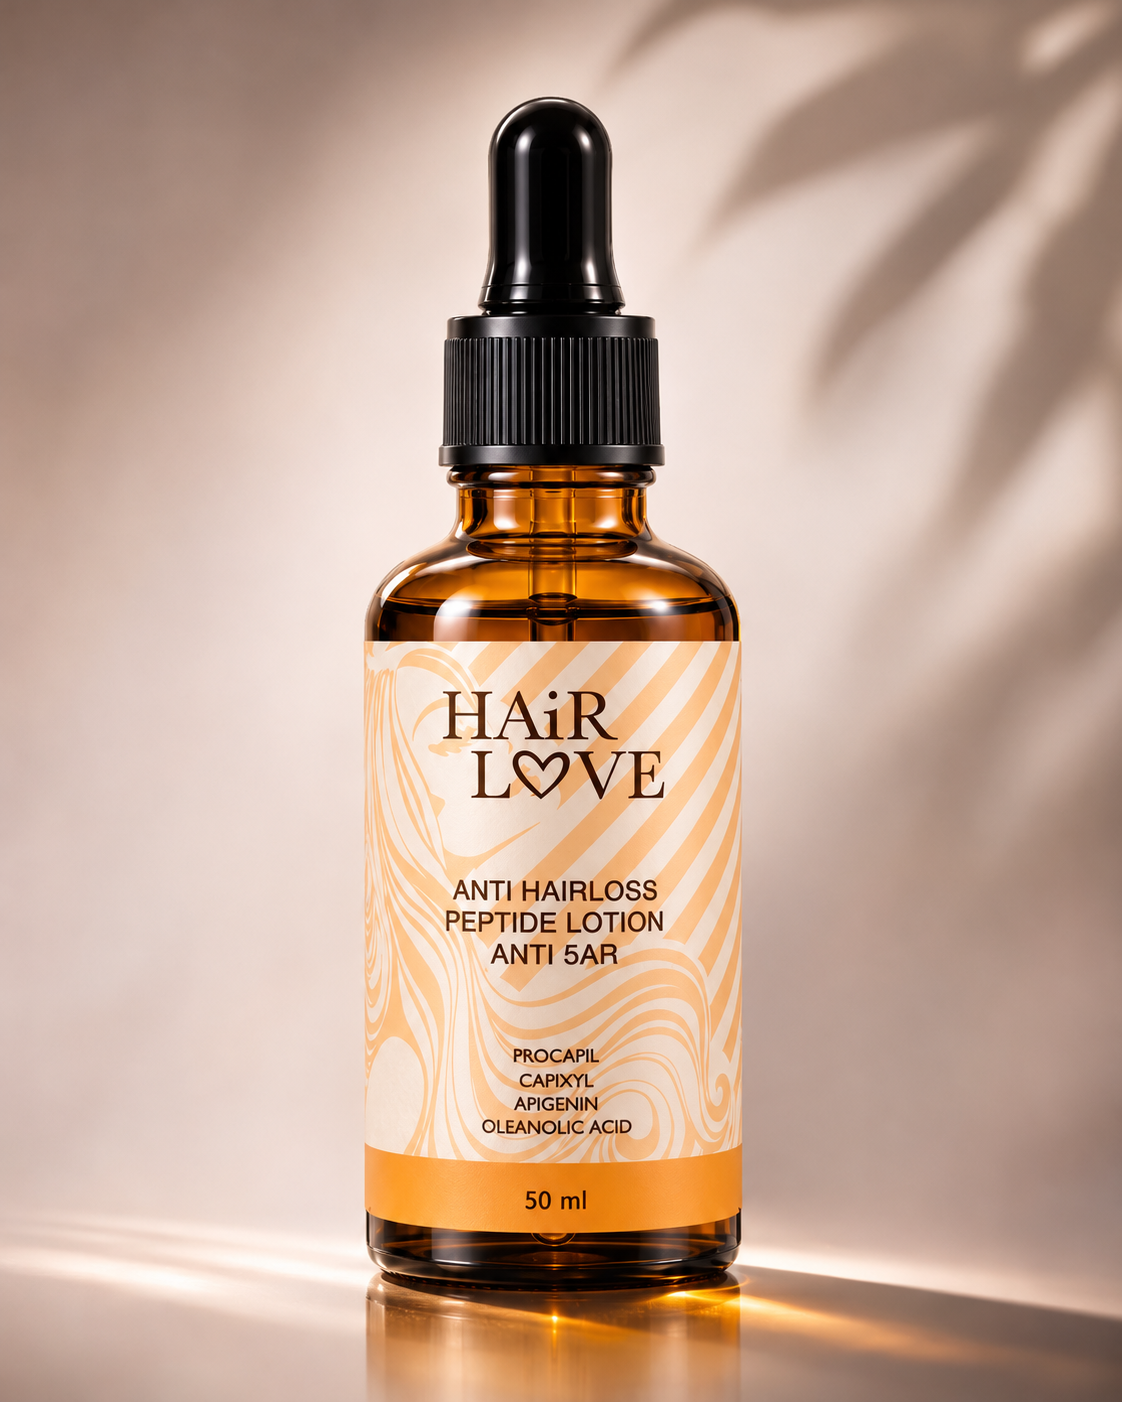 HAiR
LOVE
ANTI HAIRLOSS
PEPTIDE LOTION
ANTI 5AR
PROCAPIL
CAPIXYL
APIGENIN
OLEANOLIC ACID
50 ml